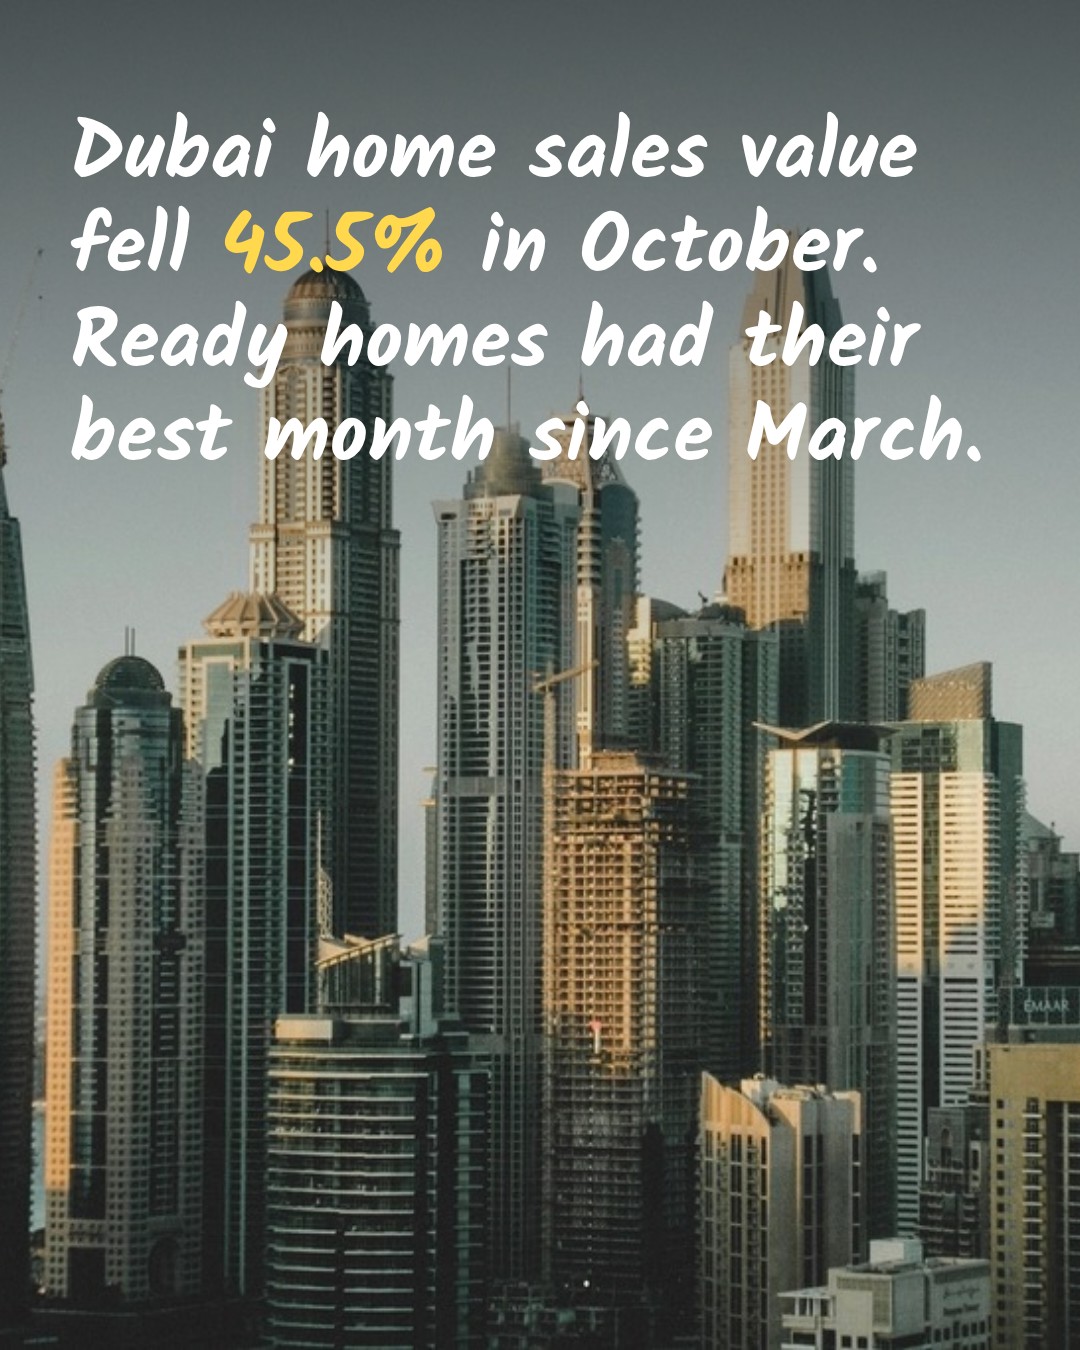 Dubai home sales value
fell 45.5% in October.
Ready homes had their
best month since March.
EMAAR